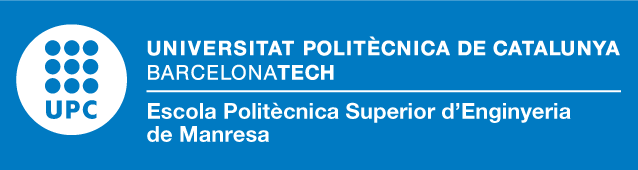 UPC
UNIVERSITAT POLITÈCNICA DE CATALUNYA
BARCELONATECH
Escola Politècnica Superior d’Enginyeria
de Manresa